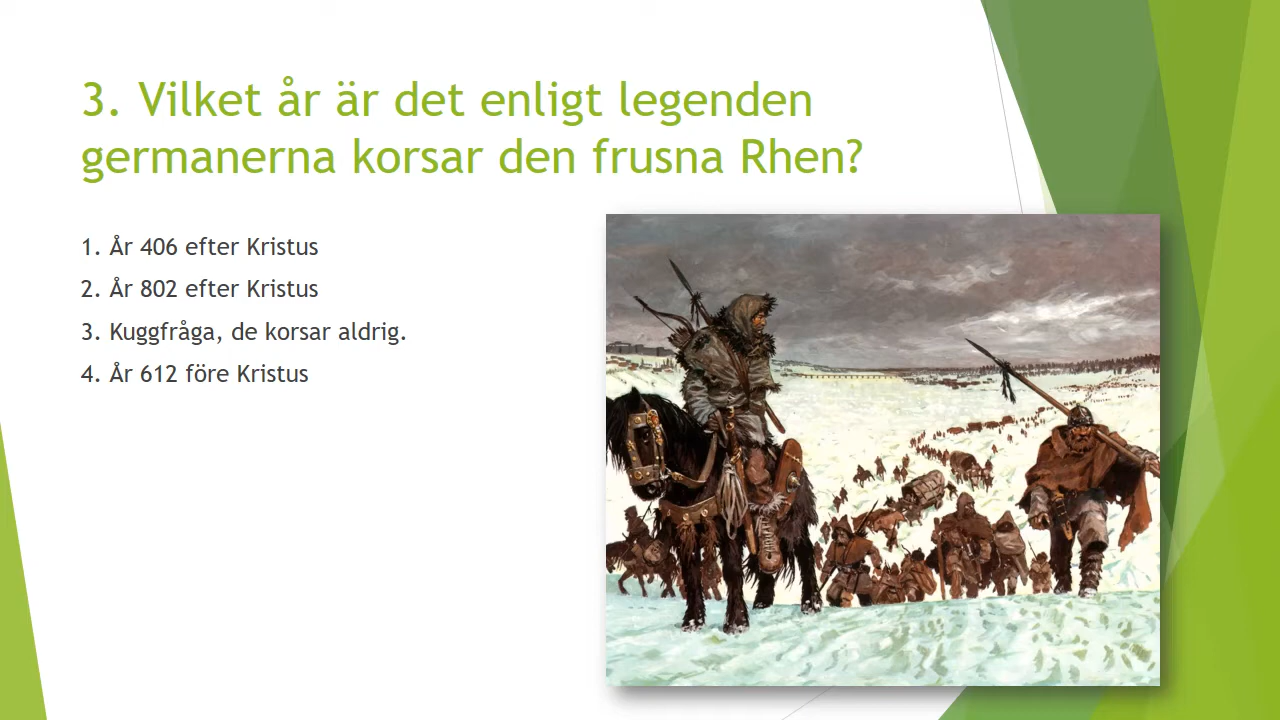 3. Vilket år är det enligt legenden
germanerna korsar den frusna Rhen?
1. År 406 efter Kristus
2. År 802 efter Kristus
3. Kuggfråga, de korsar aldrig.
4. År 612 före Kristus